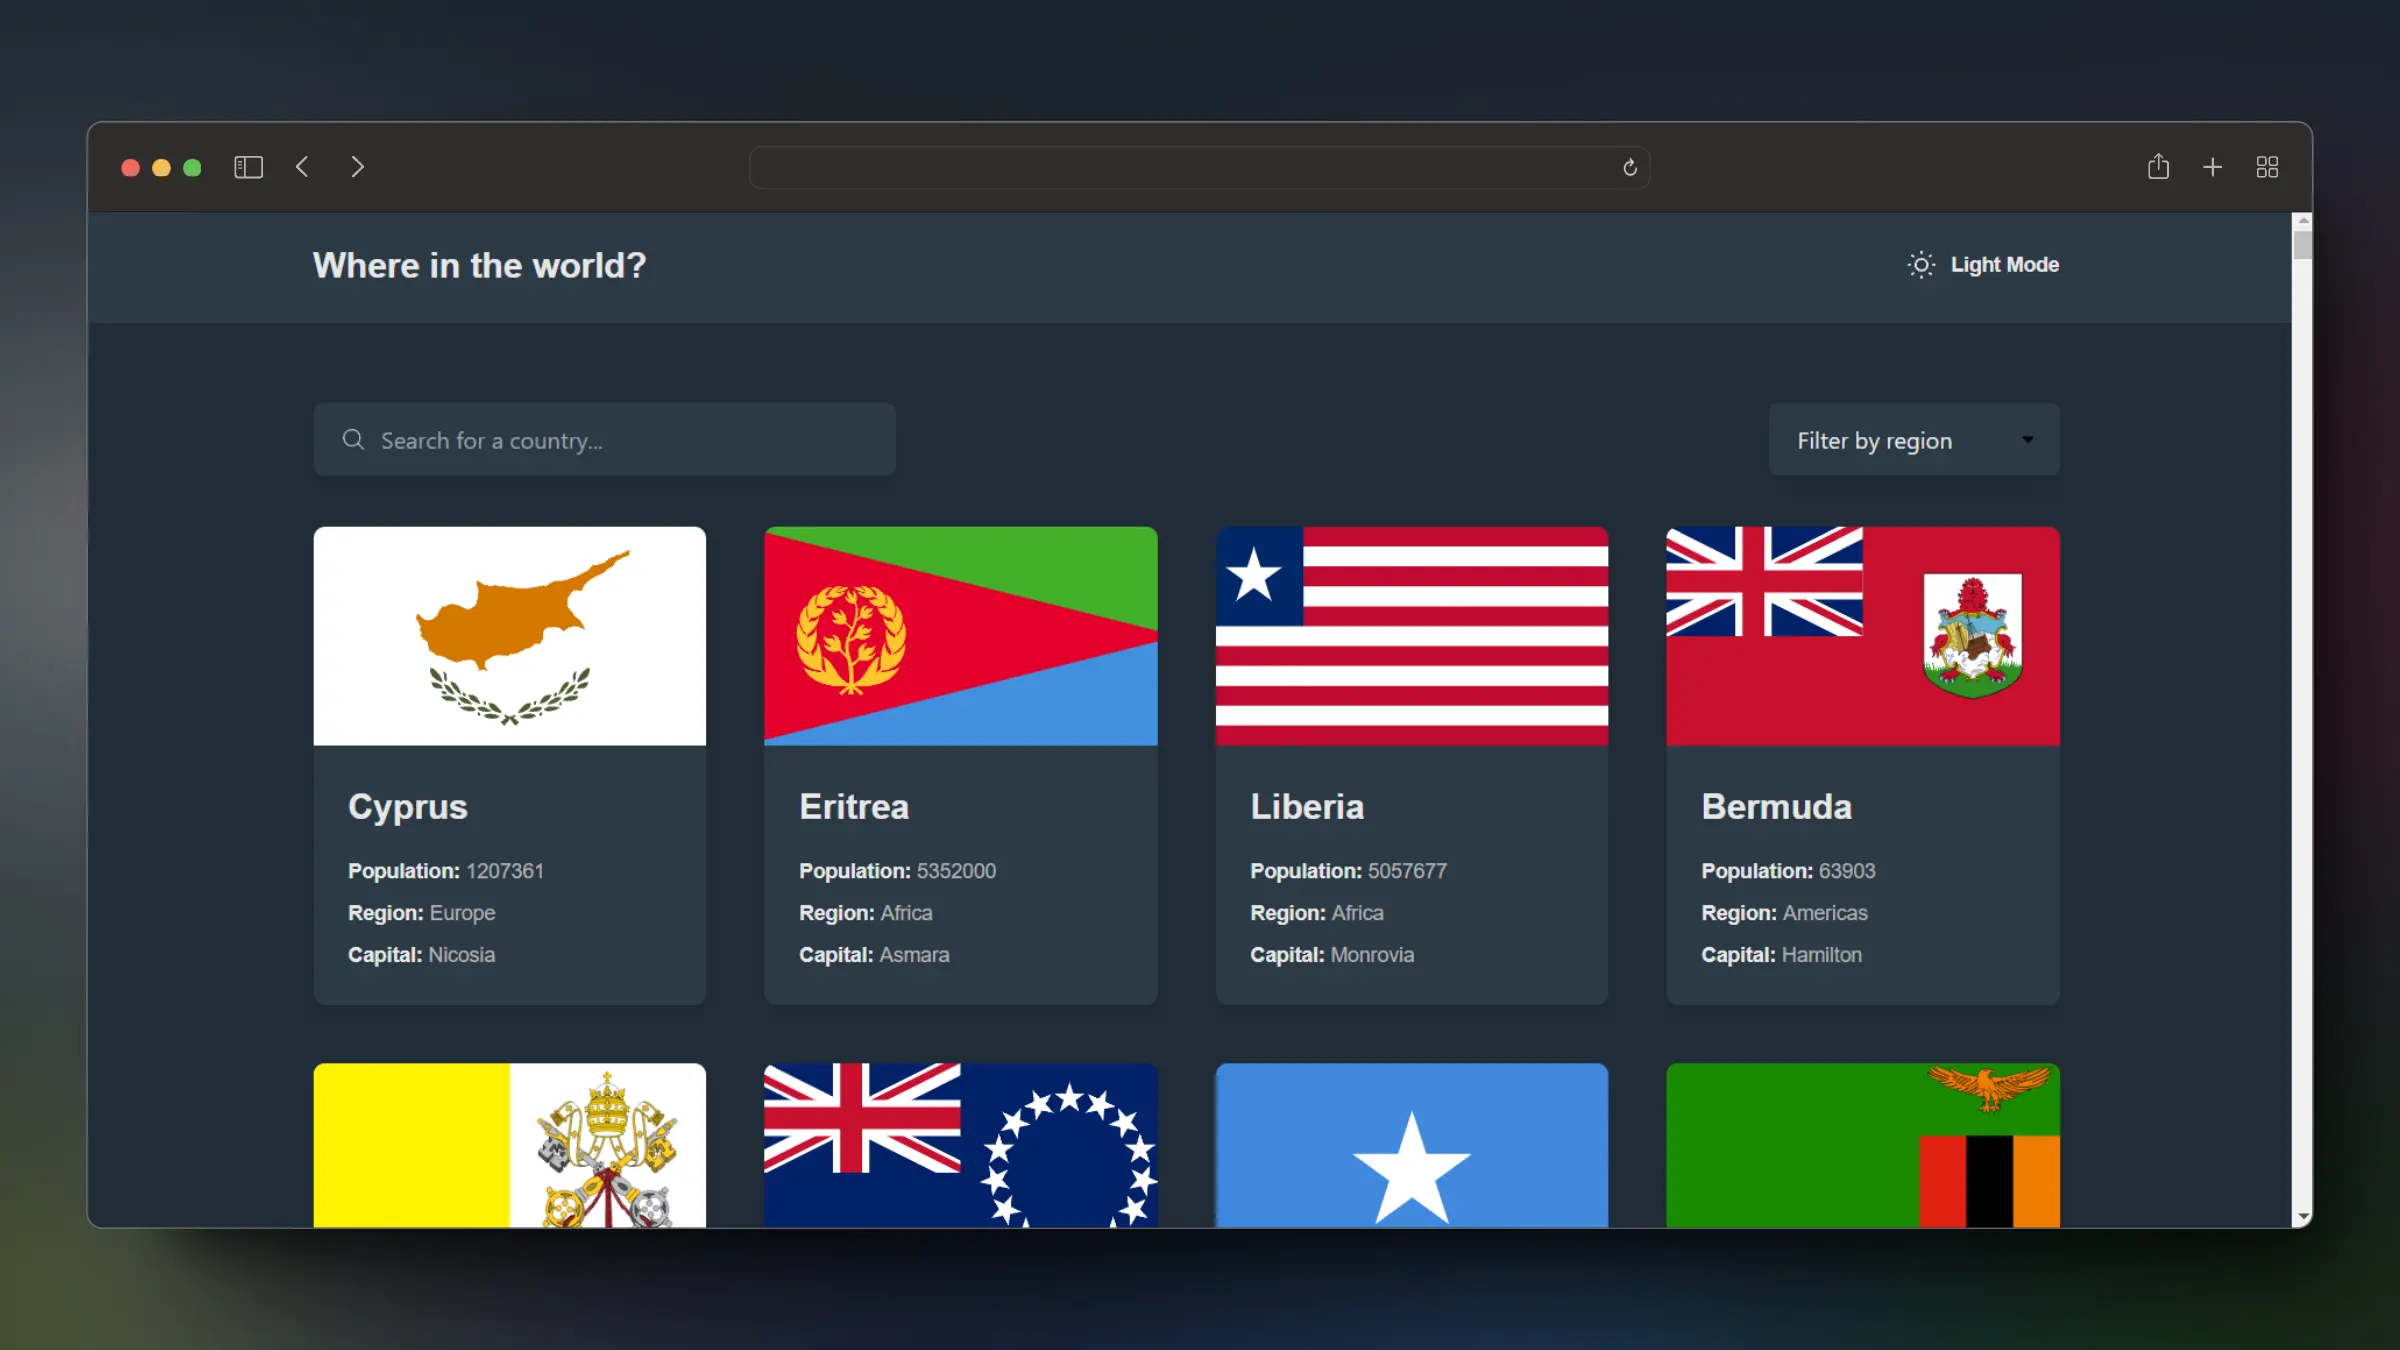 Where in the world?
Light Mode
Search for a country...
Filter by region
Cyprus
Population: 1207361
Region: Europe
Capital: Nicosia
Eritrea
Population: 5352000
Region: Africa
Capital: Asmara
Liberia
Population: 5057677
Region: Africa
Capital: Monrovia
Bermuda
Population: 63903
Region: Americas
Capital: Hamilton